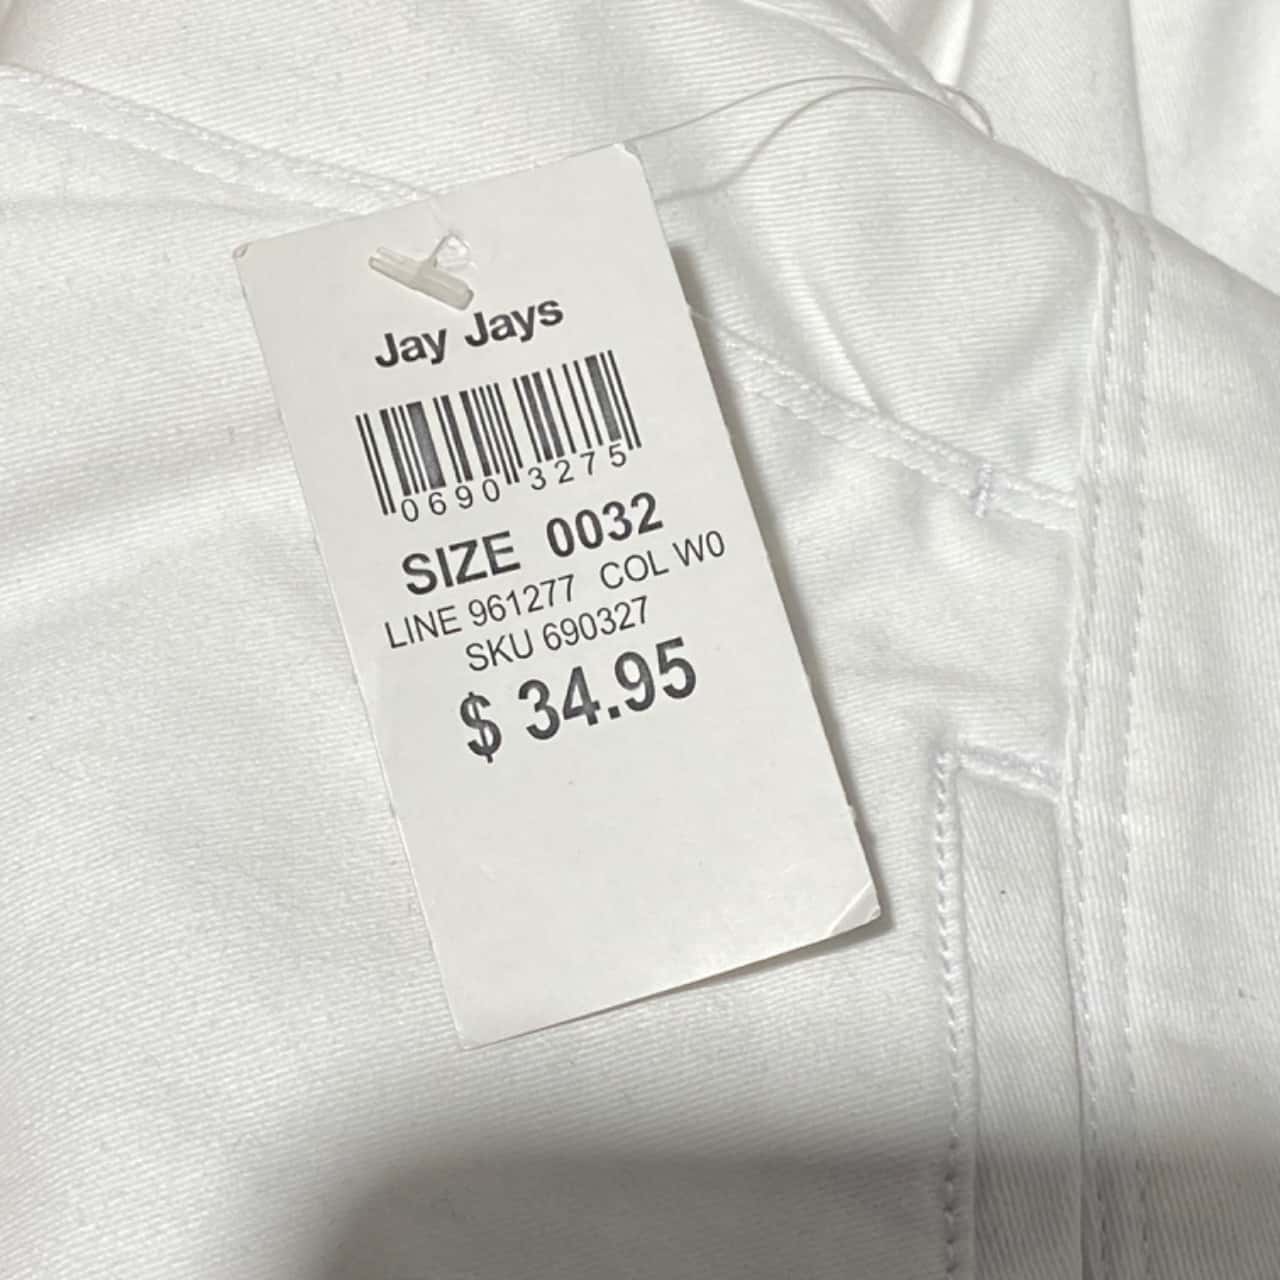 Jay Jays
0690 3275
SIZE 0032
LINE 961277 COL W0
SKU 690327
$ 34.95